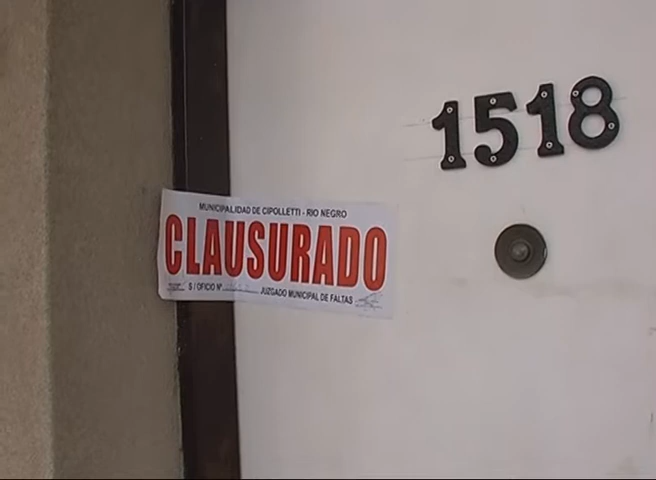 1518
MUNICIPALIDAD DE CIPOLLETTI - RIO NEGRO
CLAUSURADO
S / OFICIO Nº JUZGADO MUNICIPAL DE FALTAS